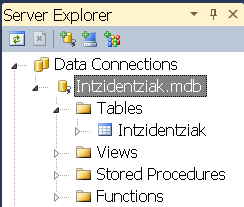 Server Explorer
Data Connections
Intzidentziak.mdb
Tables
Intzidentziak
Views
Stored Procedures
Functions